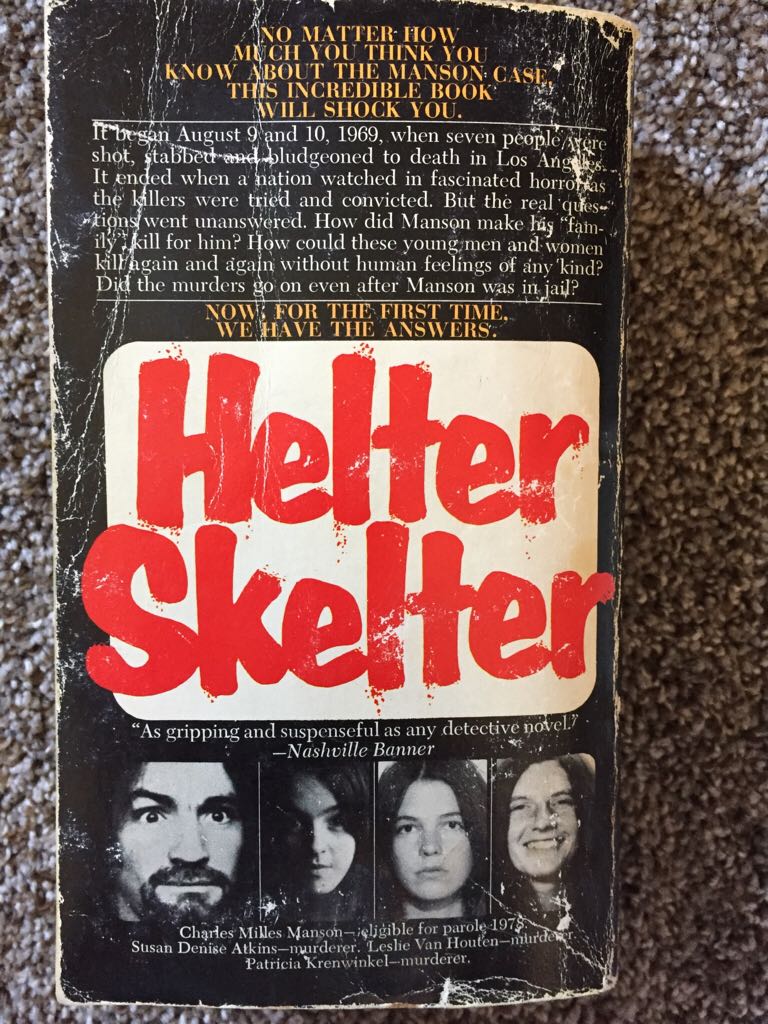 NO MATTER HOW
MUCH YOU THINK YOU
KNOW ABOUT THE MANSON CASE,
THIS INCREDIBLE BOOK
WILL SHOCK YOU.
It began August 9 and 10, 1969, when seven people were
shot, stabbed and bludgeoned to death in Los Angeles.
It ended when a nation watched in fascinated horror as
the killers were tried and convicted. But the real ques-
tions went unanswered. How did Manson make his "fam-
ily" kill for him? How could these young men and women
kill again and again without human feelings of any kind?
Did the murders go on even after Manson was in jail?
NOW, FOR THE FIRST TIME,
WE HAVE THE ANSWERS.
Helter
Skelter
"As gripping and suspenseful as any detective novel."
—Nashville Banner
Charles Milles Manson—eligible for parole 1978
Susan Denise Atkins—murderer. Leslie Van Houten—murde
Patricia Krenwinkel—murderer.